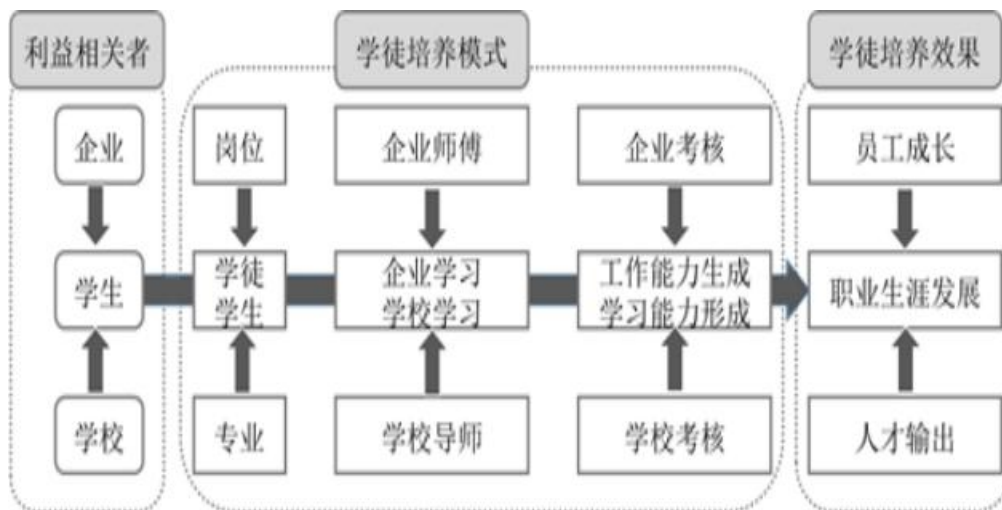 利益相关者
学徒培养模式
学徒培养效果
企业
岗位
企业师傅
企业考核
员工成长
学生
学徒
学生
企业学习
学校学习
工作能力生成
学习能力形成
职业生涯发展
学校
专业
学校导师
学校考核
人才输出